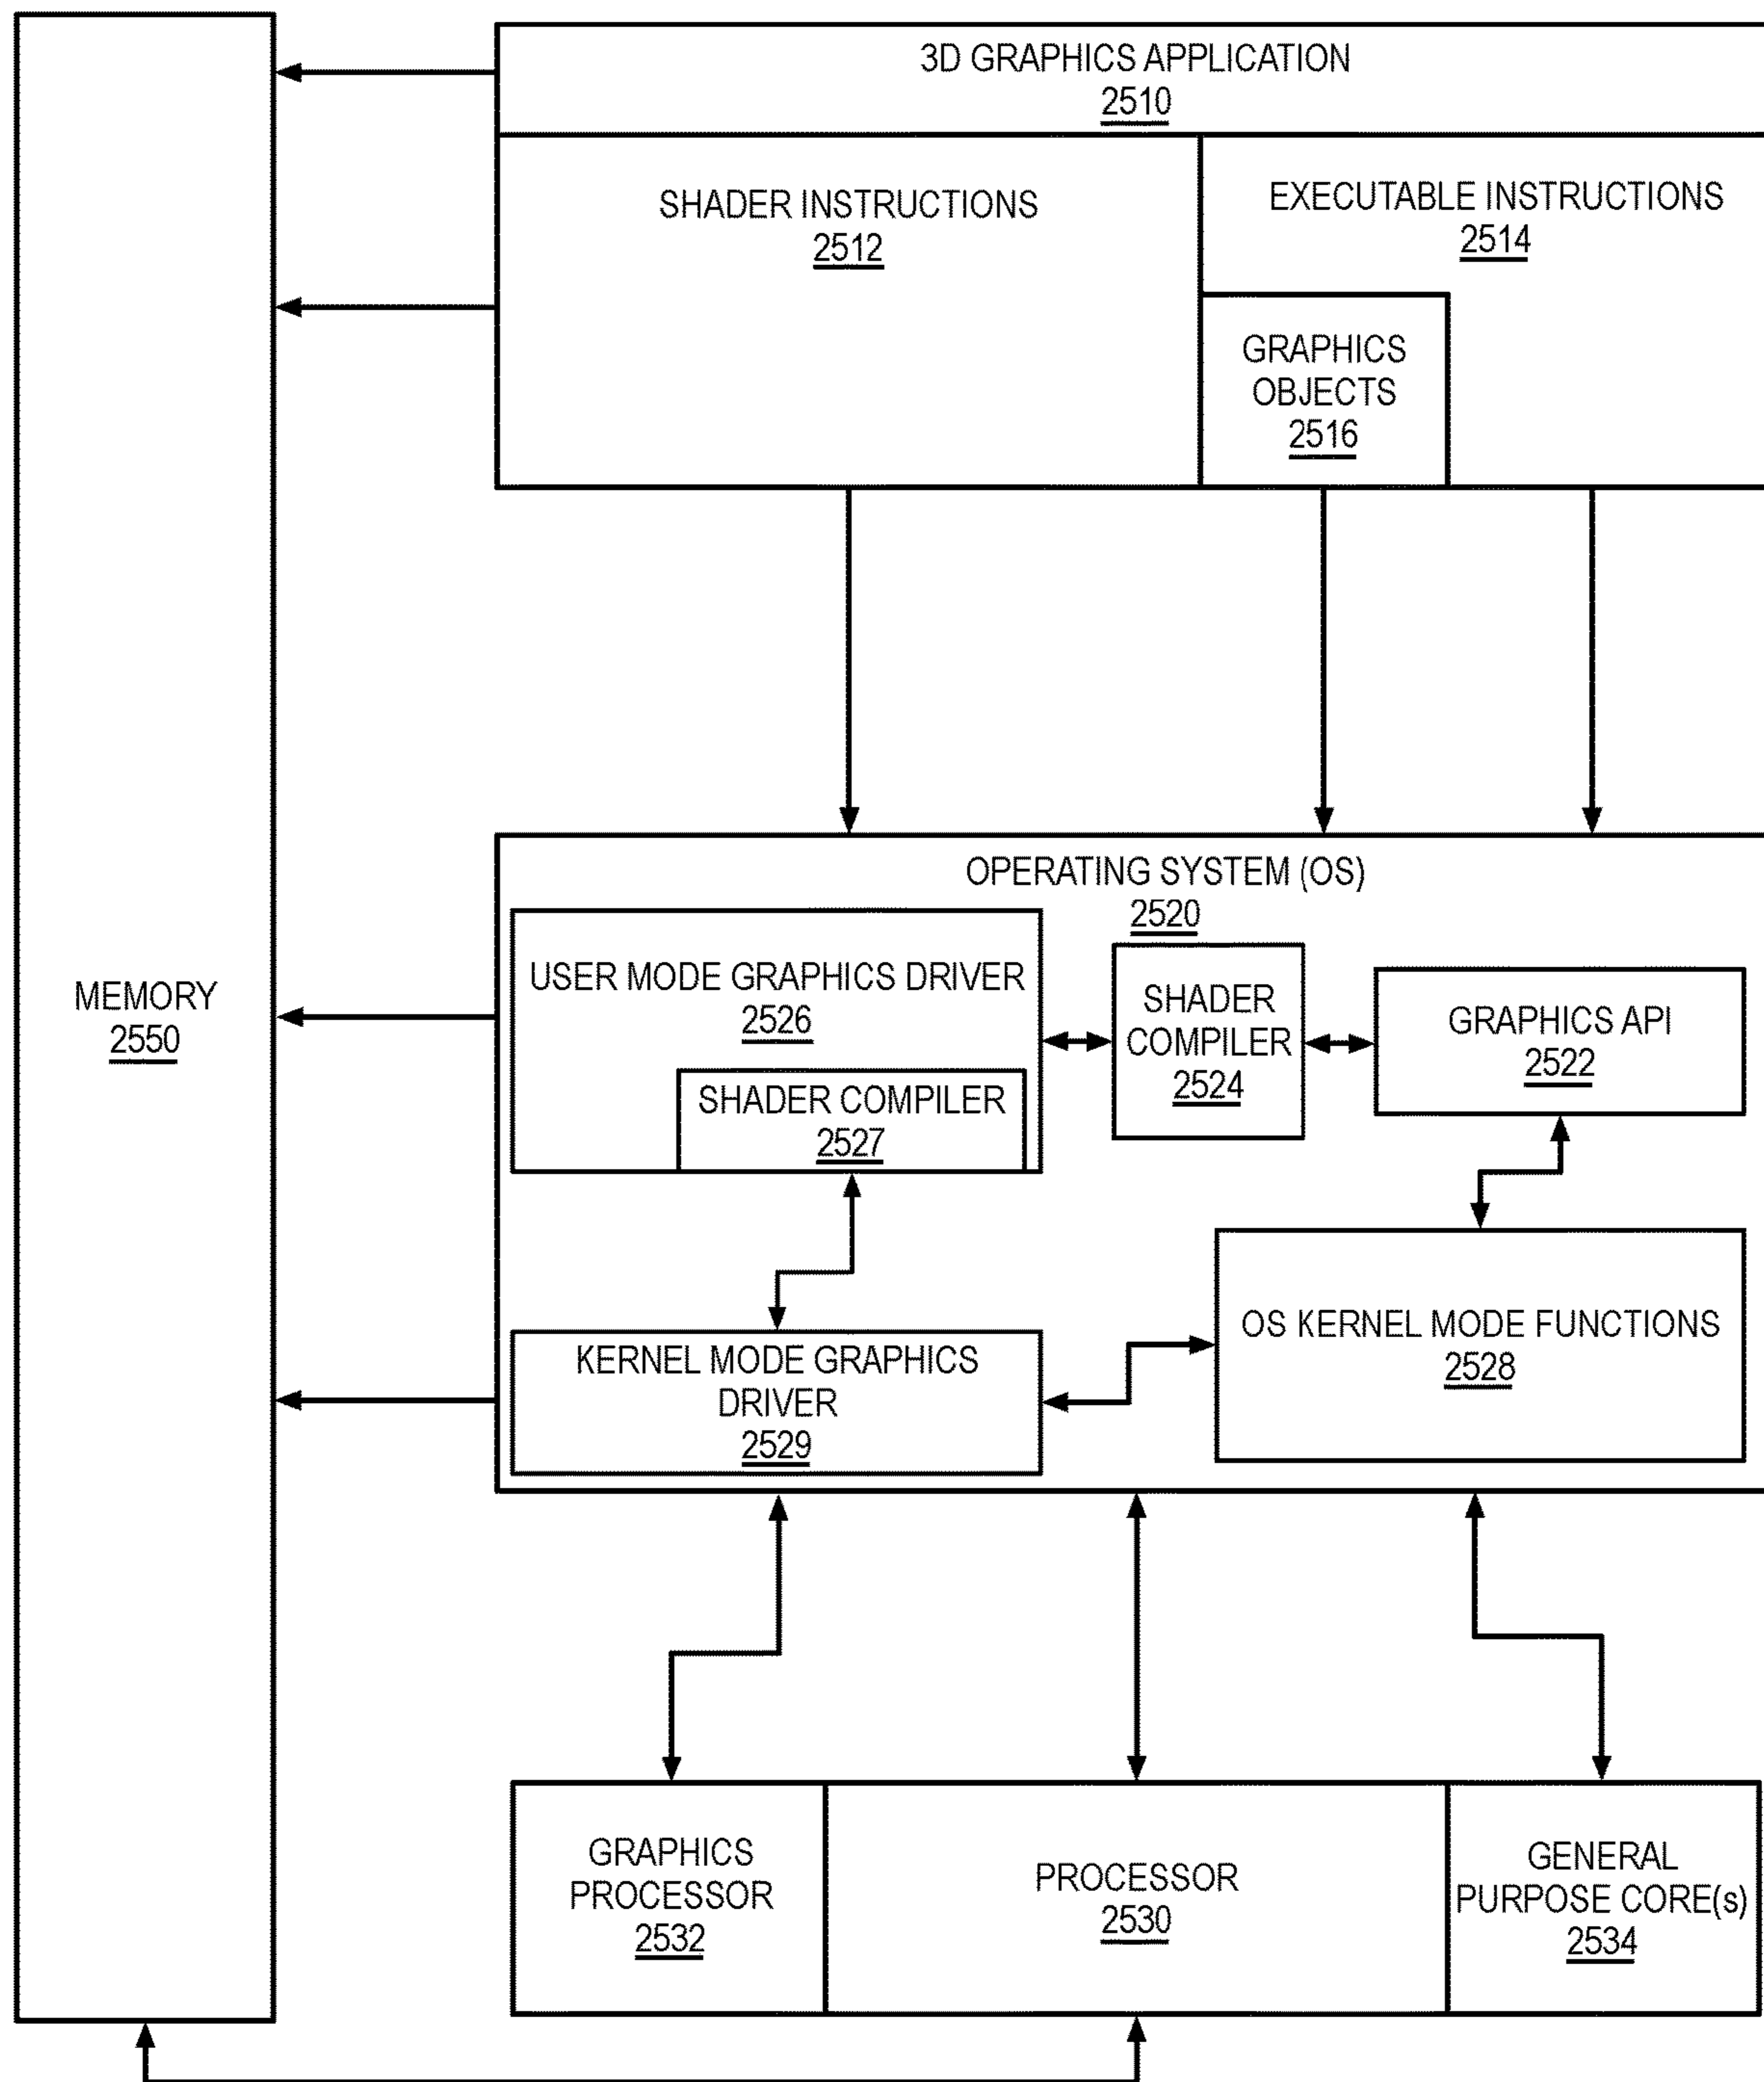 3D GRAPHICS APPLICATION
2510
SHADER INSTRUCTIONS
2512
EXECUTABLE INSTRUCTIONS
2514
GRAPHICS
OBJECTS
2516
MEMORY
2550
OPERATING SYSTEM (OS)
2520
USER MODE GRAPHICS DRIVER
2526
SHADER COMPILER
2527
SHADER
COMPILER
2524
GRAPHICS API
2522
KERNEL MODE GRAPHICS
DRIVER
2529
OS KERNEL MODE FUNCTIONS
2528
GRAPHICS
PROCESSOR
2532
PROCESSOR
2530
GENERAL
PURPOSE CORE(s)
2534